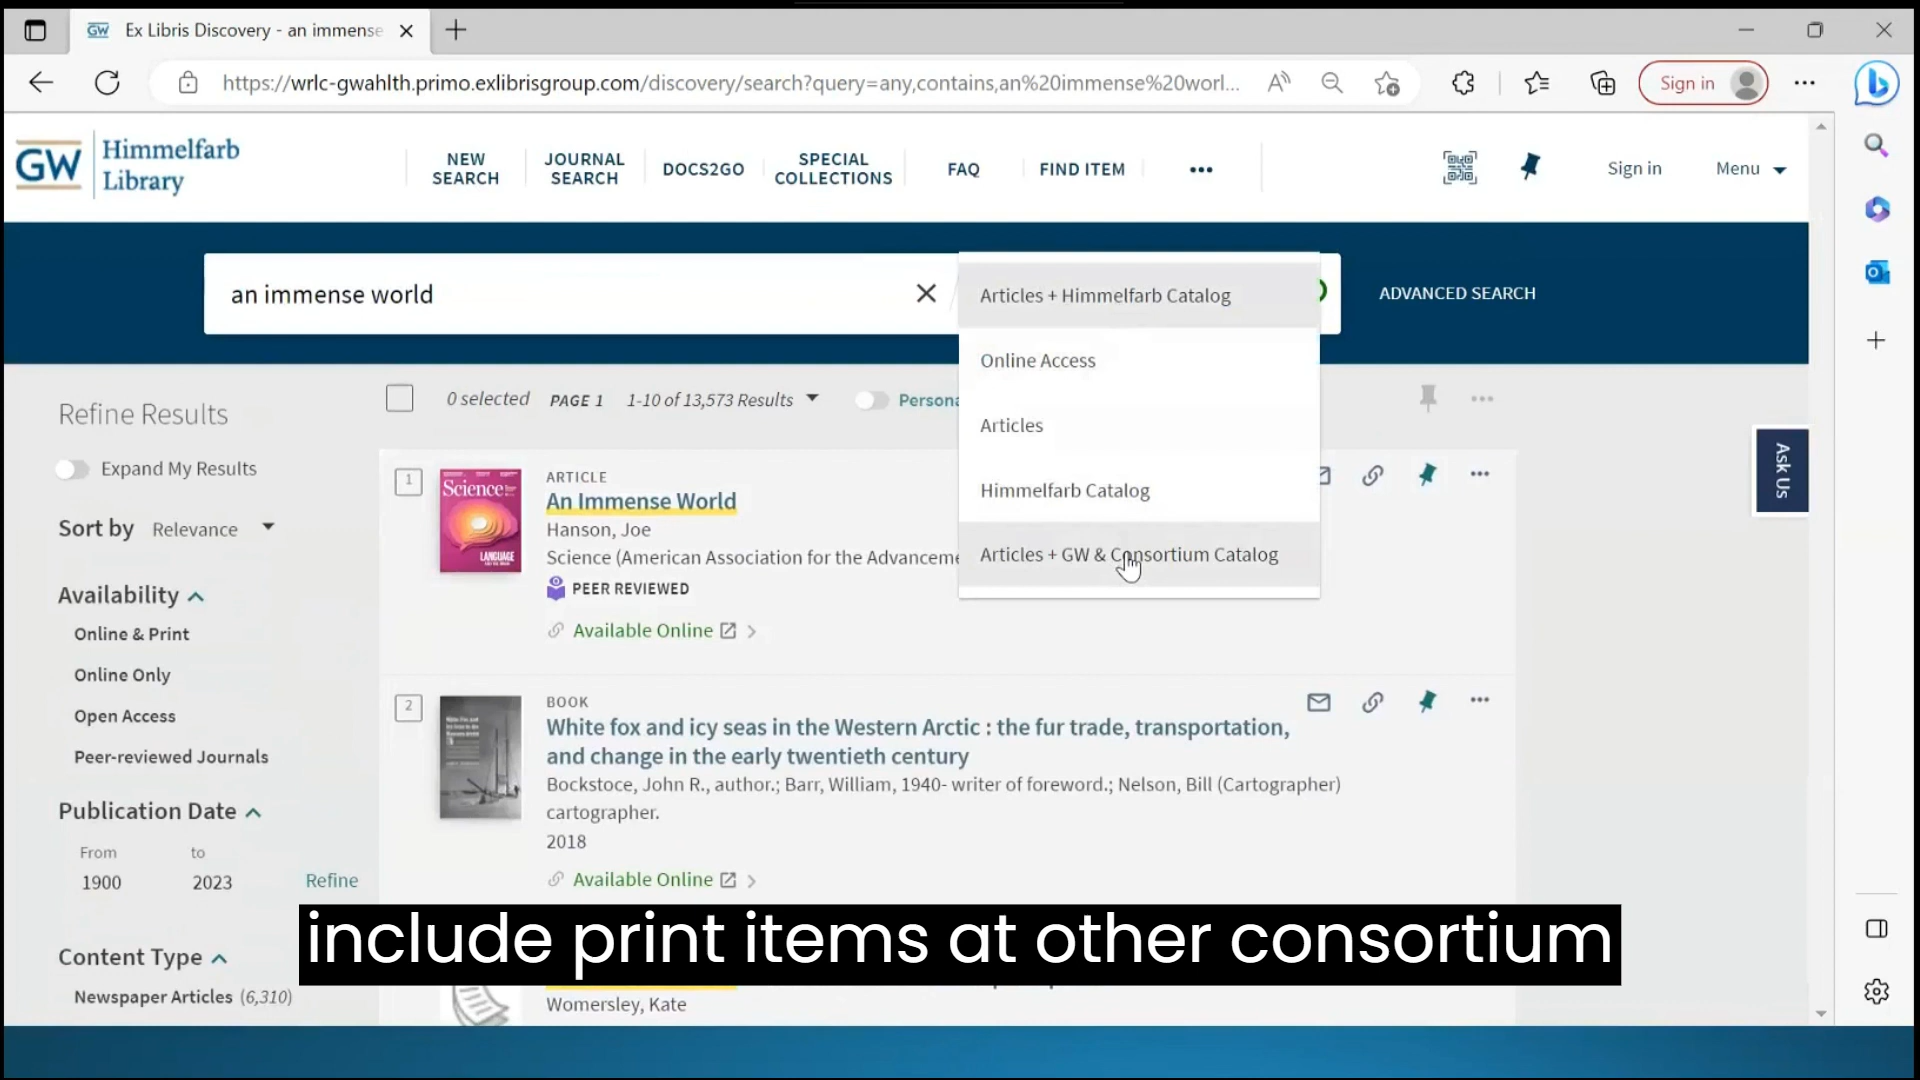 Ex Libris Discovery - an immense
https://wrlc-gwahlth.primo.exlibrisgroup.com/discovery/search?query=any,contains,an%20immense%20worl...
Sign in
GW
Himmelfarb
Library
NEW
SEARCH
JOURNAL
SEARCH
DOCS2GO
SPECIAL
COLLECTIONS
FAQ
FIND ITEM
Sign in
Menu
an immense world
Articles + Himmelfarb Catalog
ADVANCED SEARCH
Online Access
Articles
Himmelfarb Catalog
Articles + GW & Consortium Catalog
Refine Results
Expand My Results
Sort by Relevance
Availability
Online & Print
Online Only
Open Access
Peer-reviewed Journals
Publication Date
From to
1900 2023 Refine
Content Type
Newspaper Articles (6,310)
0 selected PAGE 1 1-10 of 13,573 Results Persona
1
Science
LANGUAGE
ARTICLE
An Immense World
Hanson, Joe
Science (American Association for the Advanceme
PEER REVIEWED
Available Online
2
BOOK
White fox and icy seas in the Western Arctic : the fur trade, transportation,
and change in the early twentieth century
Bockstoce, John R., author.; Barr, William, 1940- writer of foreword.; Nelson, Bill (Cartographer)
cartographer.
2018
Available Online
Womersley, Kate
Ask Us
include print items at other consortium